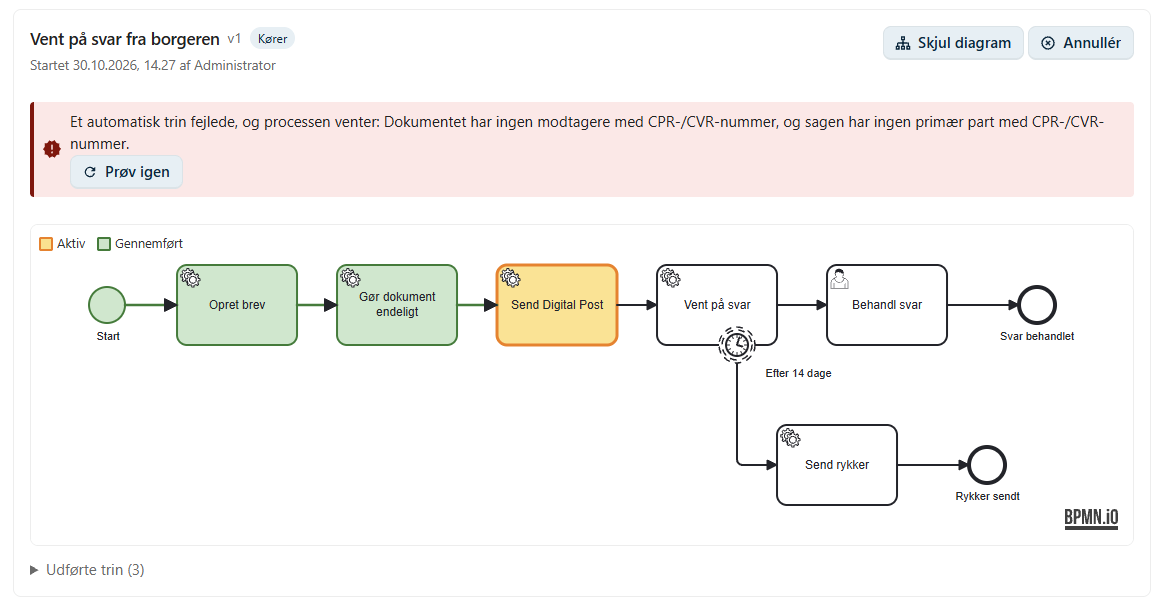 Vent på svar fra borgeren v1 Kører
Skjul diagram
Annullér
Startet 30.10.2026, 14.27 af Administrator
Et automatisk trin fejlede, og processen venter: Dokumentet har ingen modtagere med CPR-/CVR-nummer, og sagen har ingen primær part med CPR-/CVR-
nummer.
Prøv igen
Aktiv
Gennemført
Start
Opret brev
Gør dokument
endeligt
Send Digital Post
Vent på svar
Behandl svar
Svar behandlet
Efter 14 dage
Send rykker
Rykker sendt
BPMN.iO
Udførte trin (3)